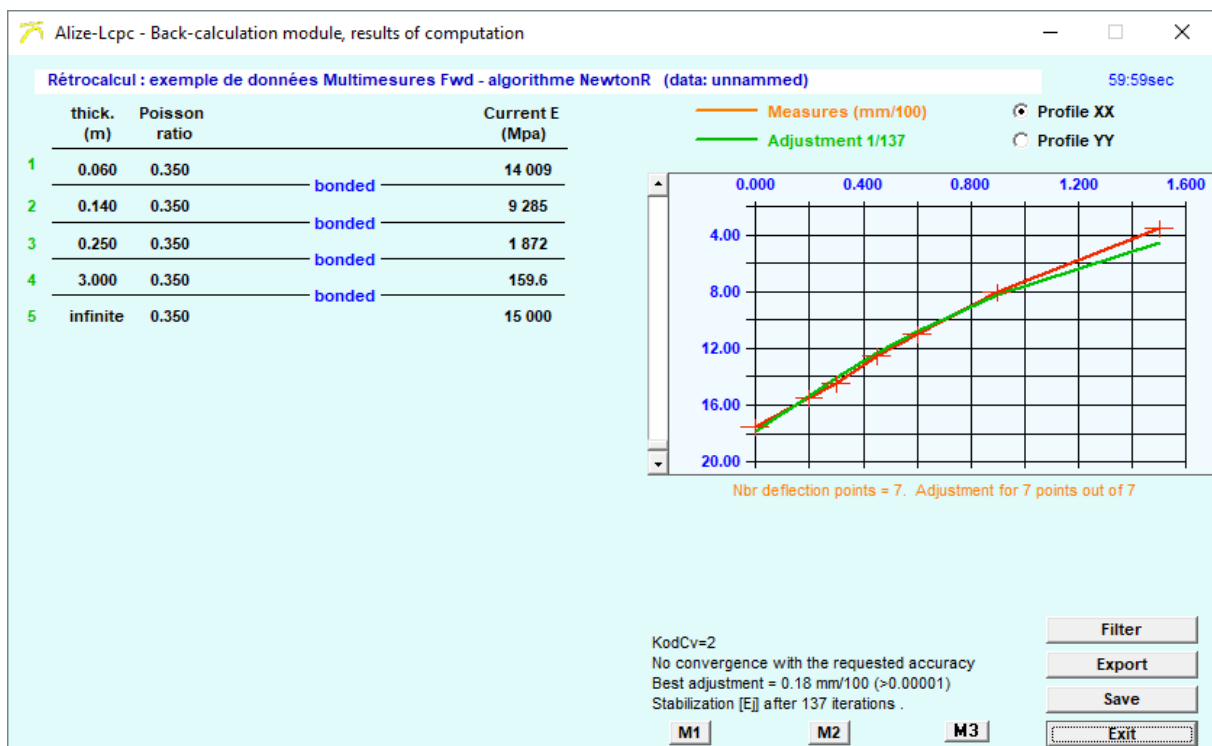 Alize-Lcpc - Back-calculation module, results of computation
Rétrocalcul : exemple de données Multimesures Fwd - algorithme NewtonR (data: unnammed)
59:59sec
thick. Poisson Current E
(m) ratio (Mpa)
1 0.060 0.350 14 009
bonded
2 0.140 0.350 9 285
bonded
3 0.250 0.350 1 872
bonded
4 3.000 0.350 159.6
bonded
5 infinite 0.350 15 000
Measures (mm/100)
Adjustment 1/137
Profile XX
Profile YY
0.000 0.400 0.800 1.200 1.600
4.00
8.00
12.00
16.00
20.00
Nbr deflection points = 7. Adjustment for 7 points out of 7
KodCv=2
No convergence with the requested accuracy
Best adjustment = 0.18 mm/100 (>0.00001)
Stabilization [Ej] after 137 iterations .
M1 M2 M3
Filter
Export
Save
Exit